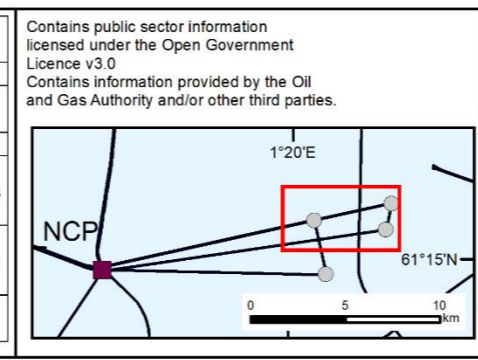 Contains public sector information
licensed under the Open Government
Licence v3.0
Contains information provided by the Oil
and Gas Authority and/or other third parties.
1°20'E
NCP
61°15'N
0 5 10
km